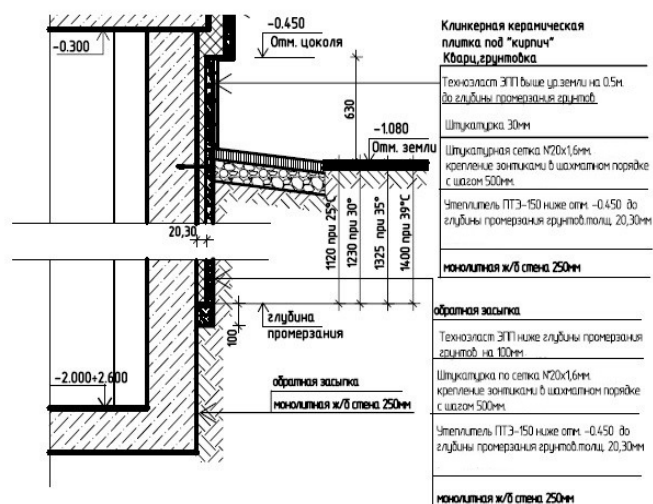 -0.450
Отм. цоколя
-0.300
630
-1.080
Отм. земли
20,30
1120 при 25°С
1230 при 30°
1325 при 35°
1400 при 39°С
глубина
промерзания
100
-2.000÷2.600
обратная засыпка
монолитная ж/б стена 250мм
Клинкерная керамическая
плитка под "кирпич"
Кварц,грунтовка
Техноэласт ЭПП выше ур.земли на 0.5м.
до глубины промерзания грунтов
Штукатурка 30мм
Штукатурная сетка №20х1,6мм.
крепление зонтиками в шахматном порядке
с шагом 500мм.
Утеплитель ПТЭ-150 ниже отм. -0.450 до
глубины промерзания грунтов.толщ. 20,30мм
монолитная ж/б стена 250мм
обратная засыпка
Техноэласт ЭПП ниже глубины промерзания
грунтов на 100мм
Штукатурка по сетка №20х1,6мм.
крепление зонтиками в шахматном порядке
с шагом 500мм.
Утеплитель ПТЭ-150 ниже отм. -0.450 до
глубины промерзания грунтов.толщ. 20,30мм
монолитная ж/б стена 250мм